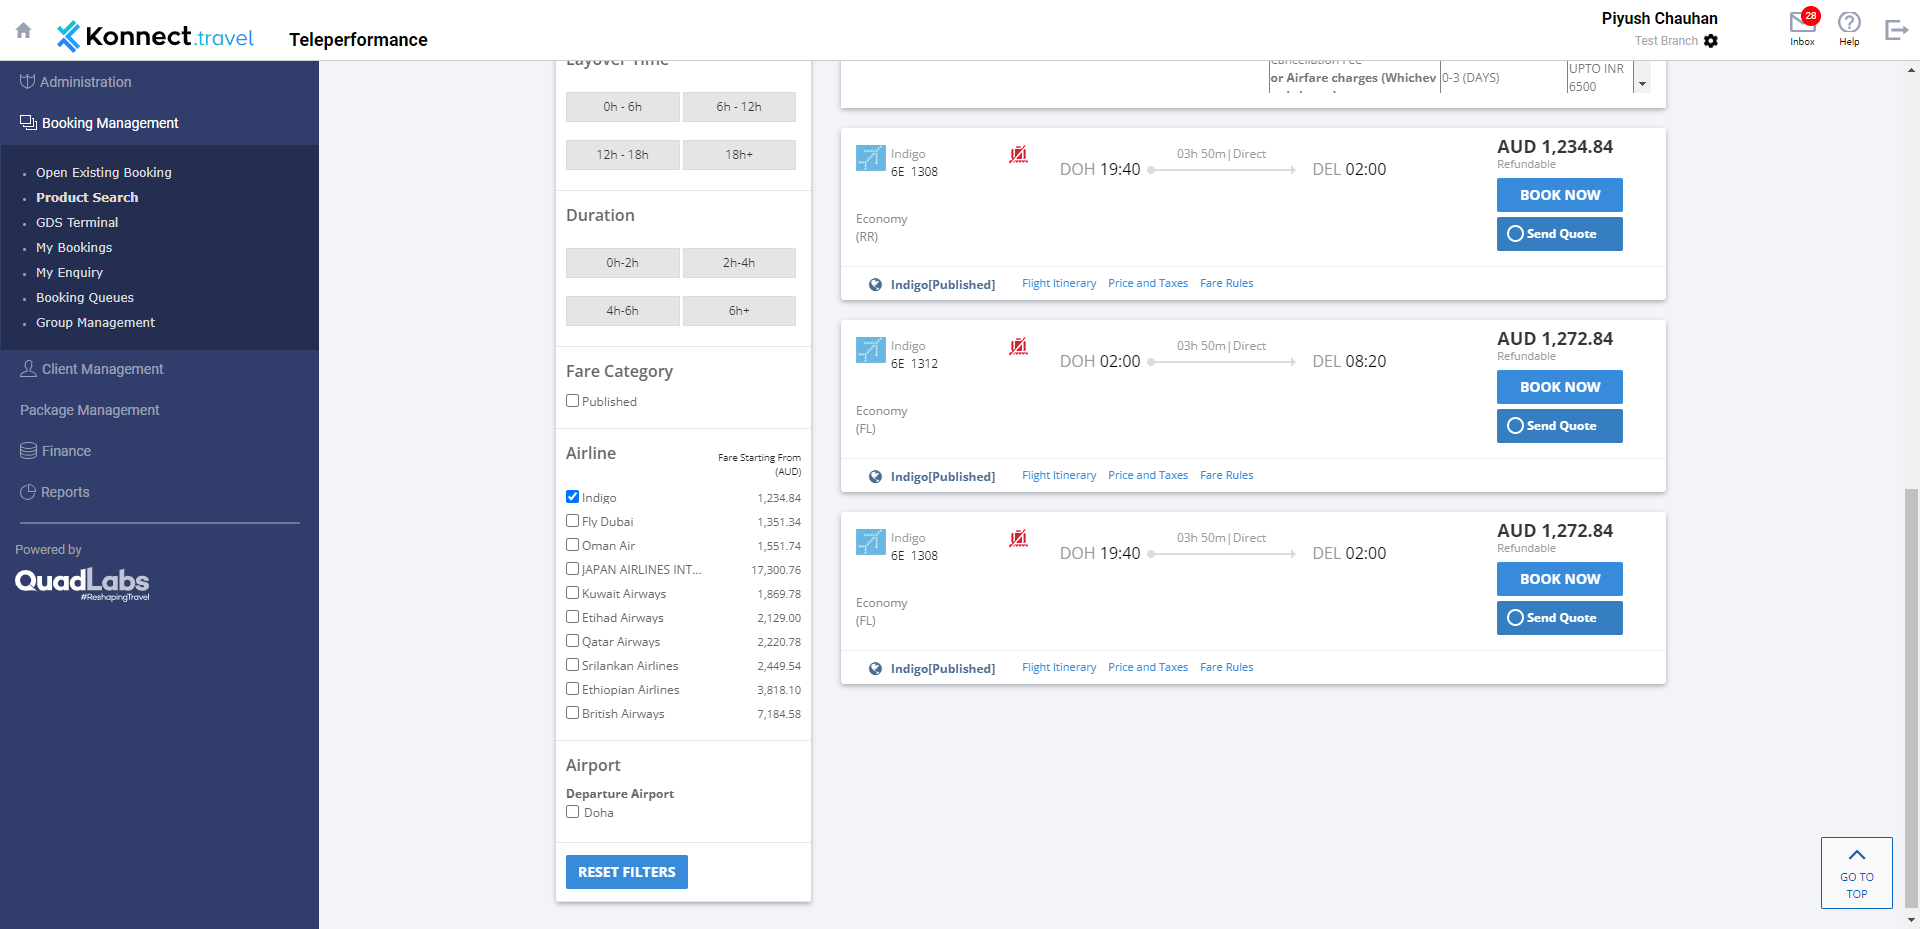 Konnect.travel
Teleperformance
Piyush Chauhan
Test Branch
28
Inbox
Help
Administration
Booking Management
Open Existing Booking
Product Search
GDS Terminal
My Bookings
My Enquiry
Booking Queues
Group Management
Client Management
Package Management
Finance
Reports
Powered by
QuadLabs
#ReshapingTravel
Layover Time
0h - 6h
6h - 12h
12h - 18h
18h+
Duration
0h-2h
2h-4h
4h-6h
6h+
Fare Category
Published
Airline
Fare Starting From
(AUD)
Indigo 1,234.84
Fly Dubai 1,351.34
Oman Air 1,551.74
JAPAN AIRLINES INT... 17,300.76
Kuwait Airways 1,869.78
Etihad Airways 2,129.00
Qatar Airways 2,220.78
Srilankan Airlines 2,449.54
Ethiopian Airlines 3,818.10
British Airways 7,184.58
Airport
Departure Airport
Doha
RESET FILTERS
Cancellation Fee
or Airfare charges (Whichev
0-3 (DAYS)
UPTO INR
6500
Indigo
6E 1308
DOH 19:40
03h 50m|Direct
DEL 02:00
AUD 1,234.84
Refundable
BOOK NOW
Send Quote
Economy
(RR)
Indigo[Published]
Flight Itinerary
Price and Taxes
Fare Rules
Indigo
6E 1312
DOH 02:00
03h 50m|Direct
DEL 08:20
AUD 1,272.84
Refundable
BOOK NOW
Send Quote
Economy
(FL)
Indigo[Published]
Flight Itinerary
Price and Taxes
Fare Rules
Indigo
6E 1308
DOH 19:40
03h 50m|Direct
DEL 02:00
AUD 1,272.84
Refundable
BOOK NOW
Send Quote
Economy
(FL)
Indigo[Published]
Flight Itinerary
Price and Taxes
Fare Rules
GO TO
TOP